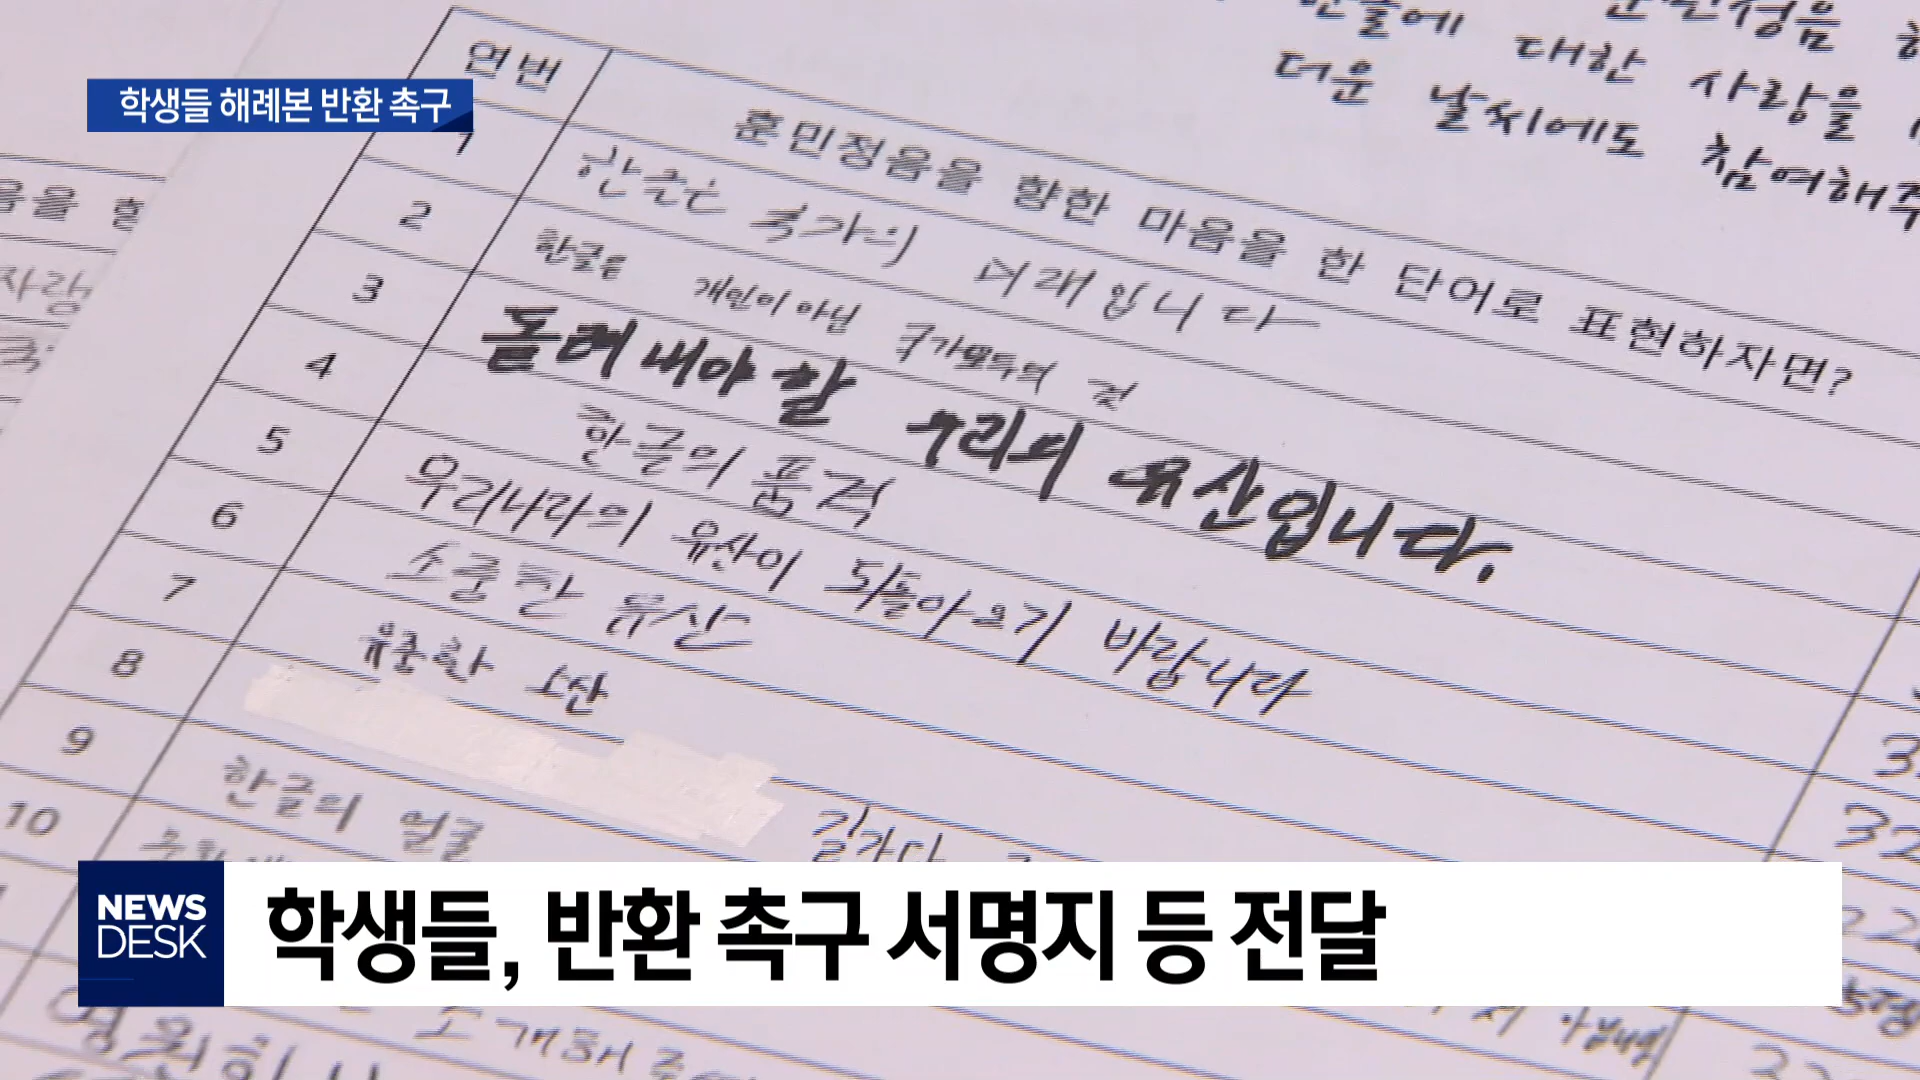 학생들 해례본 반환 촉구
대한 사랑을
더운 날씨에도 참여해주
연번 훈민정음을 향한 마음을 한 단어로 표현하자면?
1 한글은 국가의 미래입니다
2 한글은 개인이 아닌 국가 모두의 것
3 돌려내야 할 우리의 유산입니다.
4 한글의 품격
5 우리나라의 유산이 되돌아오기 바랍니다
6 소중한 유산
7 유중한 소산
8
9 한글의 얼굴
10
NEWS
DESK
학생들, 반환 촉구 서명지 등 전달